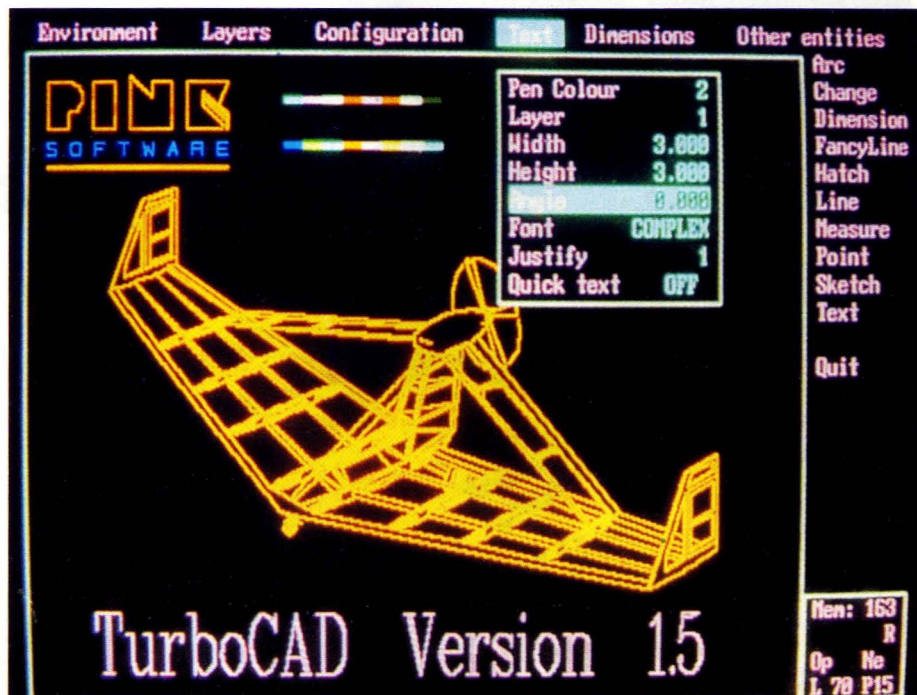 Environment Layers Configuration Text Dimensions Other entities
PINK
SOFTWARE
Pen Colour 2
Layer 1
Width 3.000
Height 3.000
Angle 0.000
Font COMPLEX
Justify 1
Quick text OFF
Arc
Change
Dimension
FancyLine
Hatch
Line
Measure
Point
Sketch
Text
Quit
TurboCAD Version 1.5
Mem: 163
R
Op Ne
L 70 P15